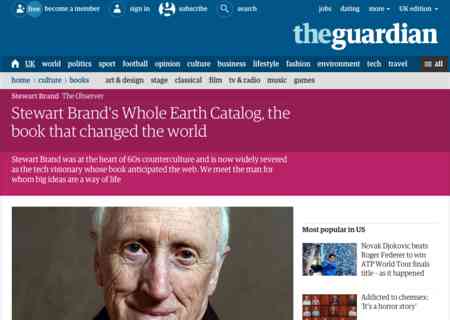 free become a member sign in subscribe search jobs dating more UK edition
theguardian
UK world politics sport football opinion culture business lifestyle fashion environment tech travel all
home › culture › books art & design stage classical film tv & radio music games
Stewart Brand The Observer
Stewart Brand's Whole Earth Catalog, the
book that changed the world
Stewart Brand was at the heart of 60s counterculture and is now widely revered
as the tech visionary whose book anticipated the web. We meet the man for
whom big ideas are a way of life
Most popular in US
Novak Djokovic beats
Roger Federer to win
ATP World Tour finals
title - as it happened
Addicted to chemsex:
'It's a horror story'